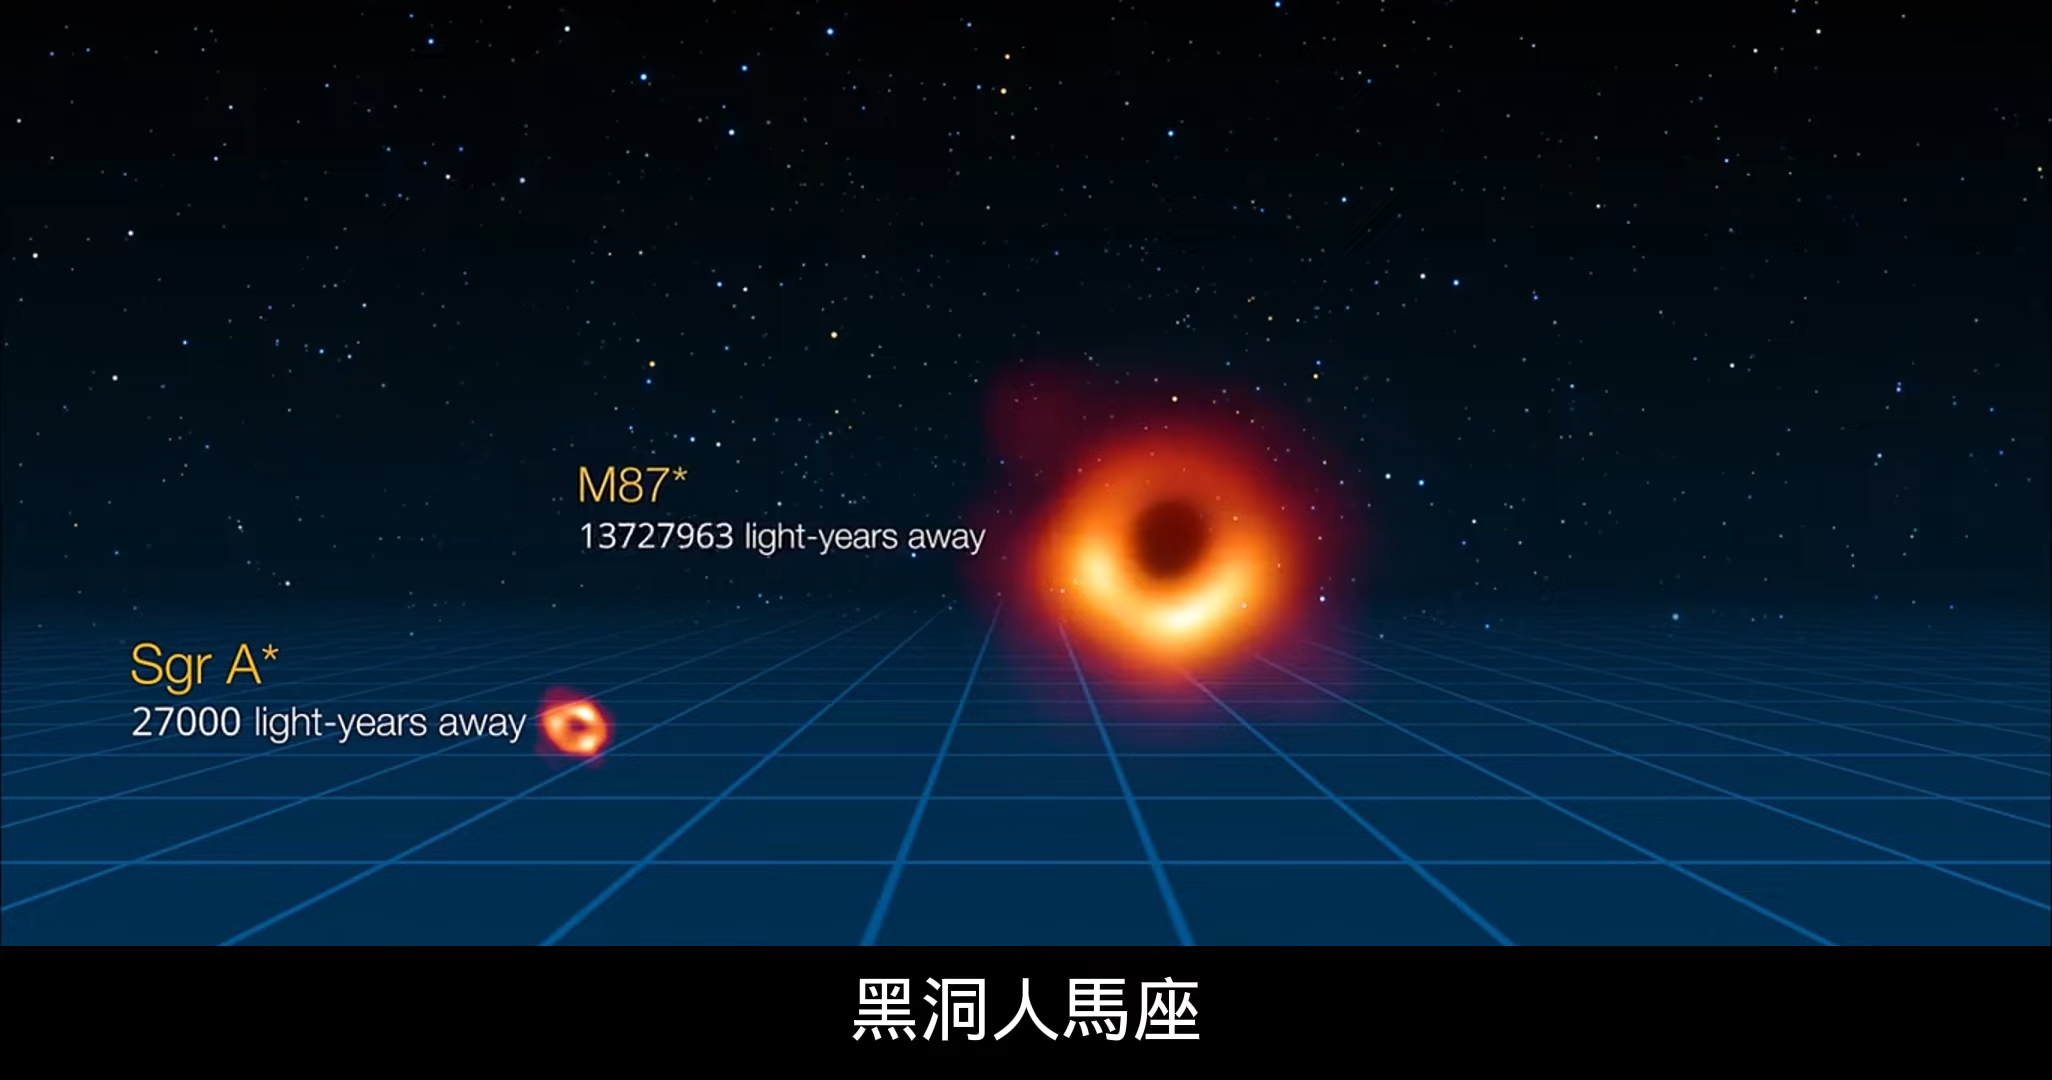 M87*
13727963 light-years away
Sgr A*
27000 light-years away
黑洞人馬座